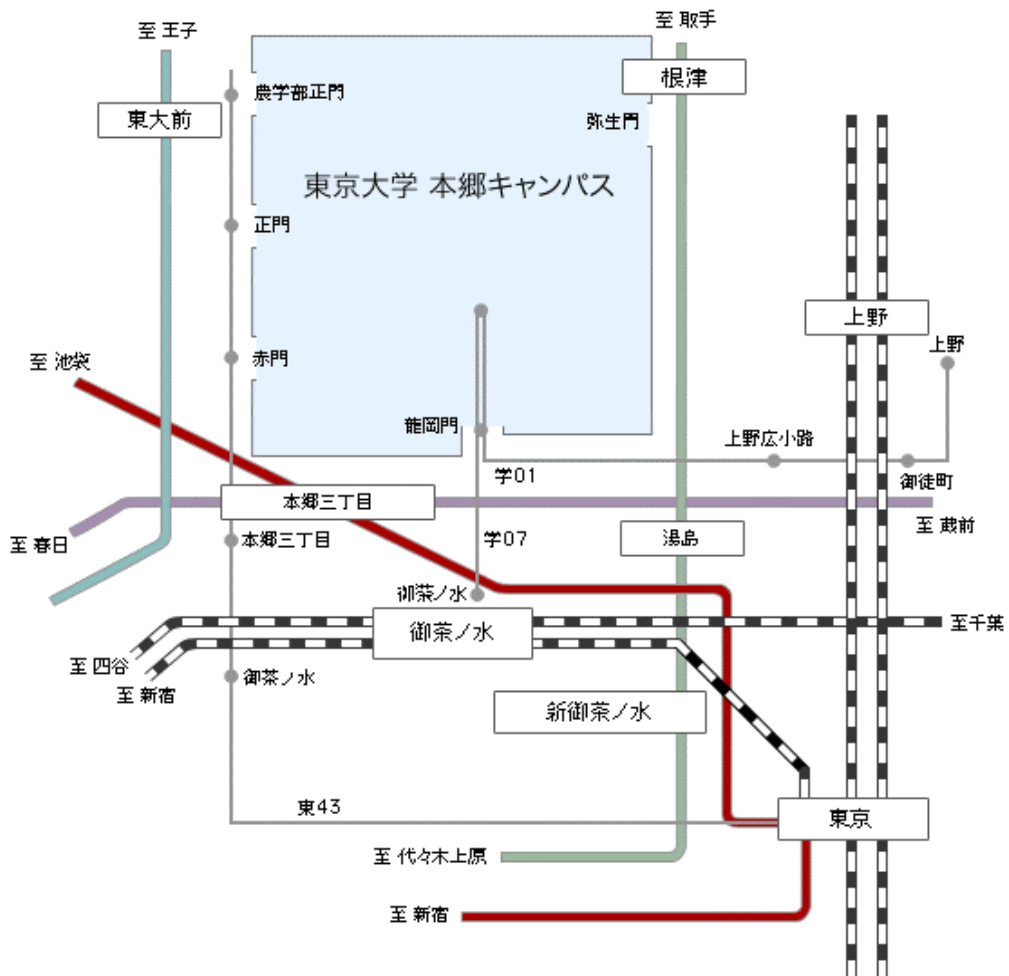 至 取手
至 王子
根津
農学部正門
東大前
弥生門
東京大学 本郷キャンパス
正門
上野
上野
赤門
至 池袋
龍岡門
上野広小路
学01
御徒町
本郷三丁目
至 蔵前
本郷三丁目
学07
湯島
至 春日
御茶ノ水
御茶ノ水
至千葉
至 四谷
御茶ノ水
至 新宿
新御茶ノ水
東43
東京
至 代々木上原
至 新宿